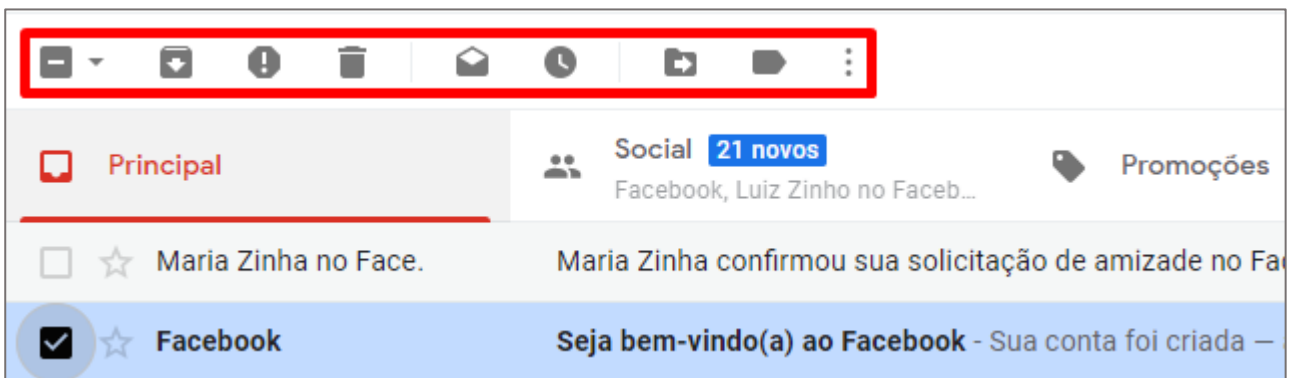 Principal
Social 21 novos
Facebook, Luiz Zinho no Faceb...
Promoções
Maria Zinha no Face. Maria Zinha confirmou sua solicitação de amizade no Fa
Facebook Seja bem-vindo(a) ao Facebook - Sua conta foi criada —